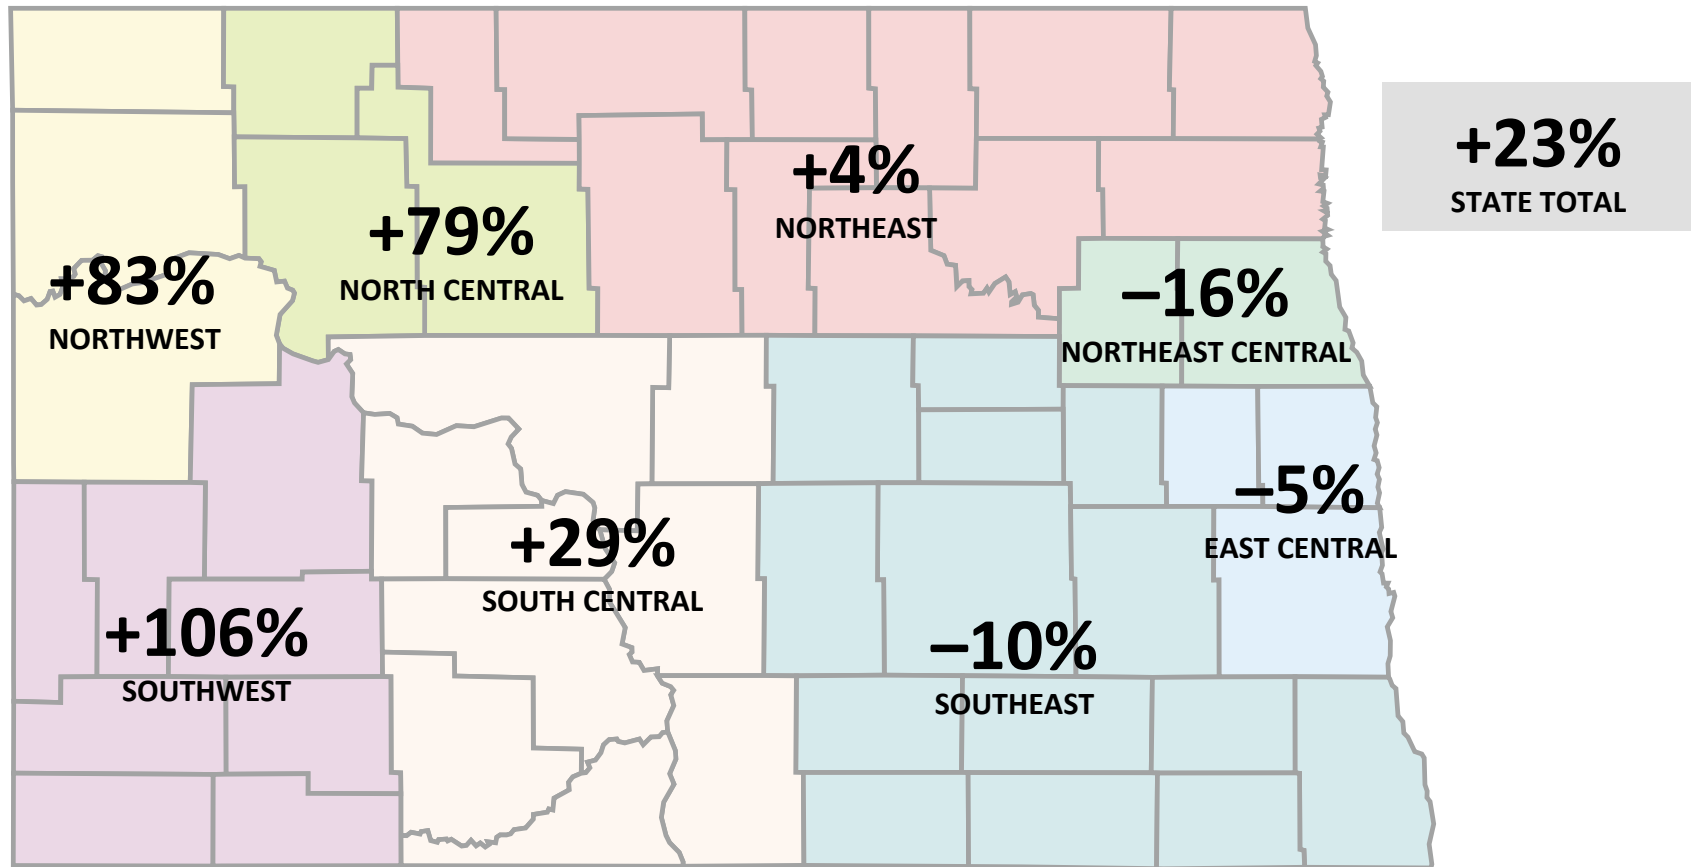 +23%
STATE TOTAL
+4%
NORTHEAST
+79%
NORTH CENTRAL
+83%
NORTHWEST
–16%
NORTHEAST CENTRAL
–5%
EAST CENTRAL
+29%
SOUTH CENTRAL
+106%
SOUTHWEST
–10%
SOUTHEAST